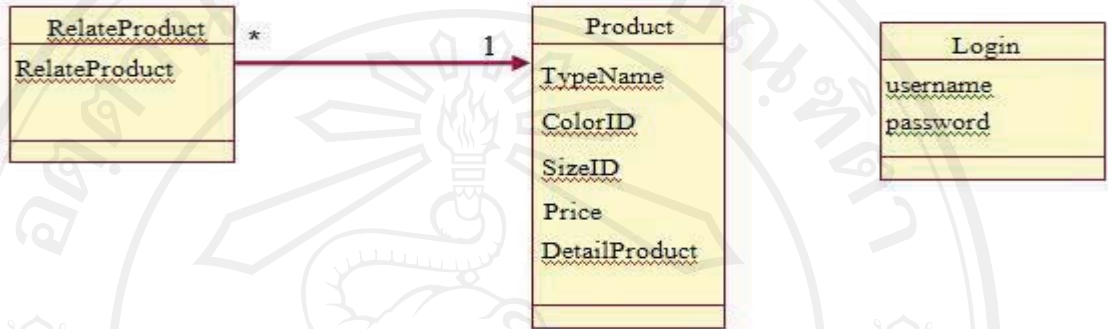 RelateProduct
RelateProduct
*
1
Product
TypeName
ColorID
SizeID
Price
DetailProduct
Login
username
password